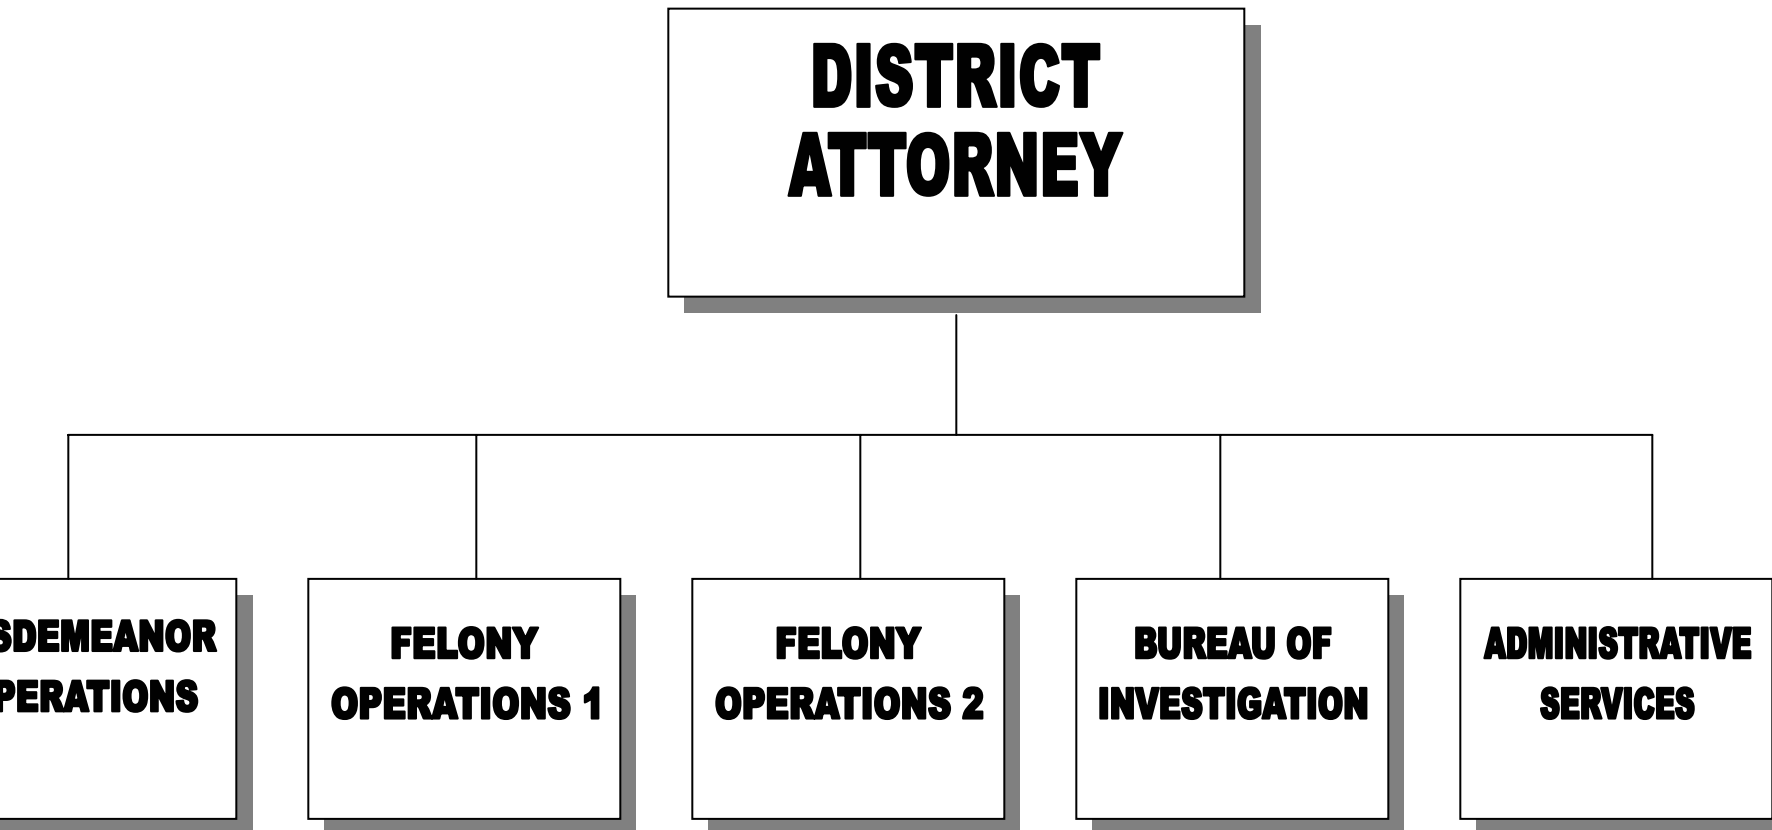 DISTRICT
ATTORNEY
SDEMEANOR
PERATIONS
FELONY
OPERATIONS 1
FELONY
OPERATIONS 2
BUREAU OF
INVESTIGATION
ADMINISTRATIVE
SERVICES